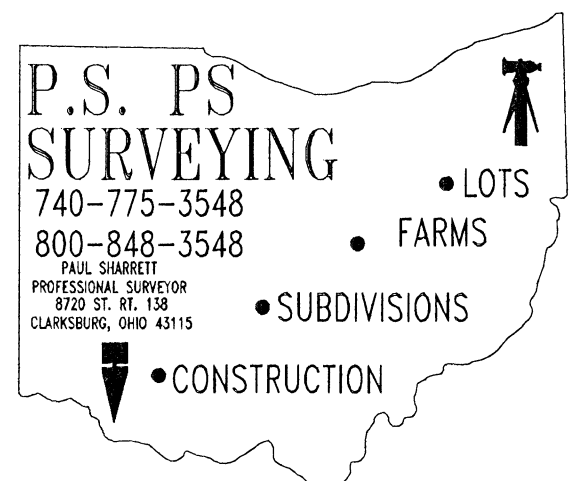 P.S. PS
SURVEYING
740-775-3548
800-848-3548
PAUL SHARRETT
PROFESSIONAL SURVEYOR
8720 ST. RT. 138
CLARKSBURG, OHIO 43115
• LOTS
• FARMS
• SUBDIVISIONS
• CONSTRUCTION